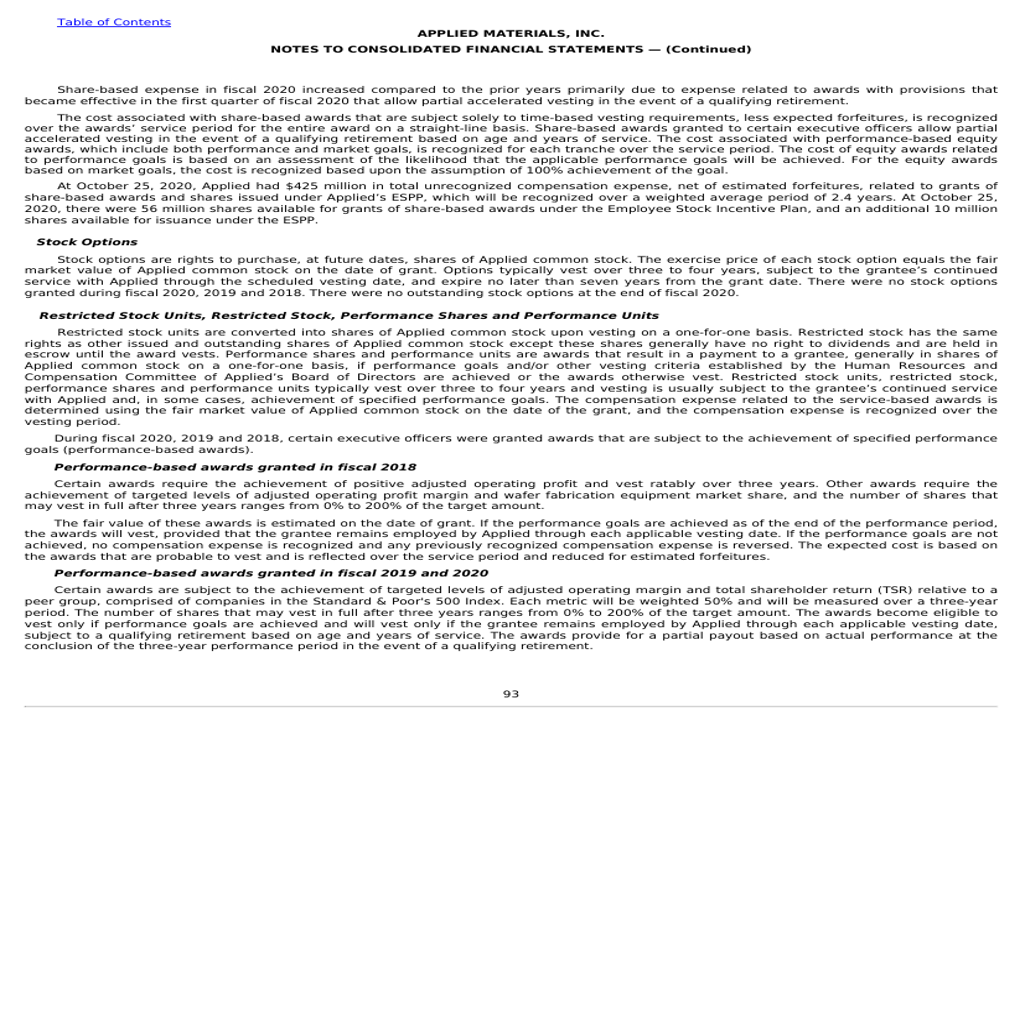 Table of Contents
APPLIED MATERIALS, INC.
NOTES TO CONSOLIDATED FINANCIAL STATEMENTS — (Continued)
Share-based expense in fiscal 2020 increased compared to the prior years primarily due to expense related to awards with provisions that
became effective in the first quarter of fiscal 2020 that allow partial accelerated vesting in the event of a qualifying retirement.
The cost associated with share-based awards that are subject solely to time-based vesting requirements, less expected forfeitures, is recognized
over the awards’ service period for the entire award on a straight-line basis. Share-based awards granted to certain executive officers allow partial
accelerated vesting in the event of a qualifying retirement based on age and years of service. The cost associated with performance-based equity
awards, which include both performance and market goals, is recognized for each tranche over the service period. The cost of equity awards related
to performance goals is based on an assessment of the likelihood that the applicable performance goals will be achieved. For the equity awards
based on market goals, the cost is recognized based upon the assumption of 100% achievement of the goal.
At October 25, 2020, Applied had $425 million in total unrecognized compensation expense, net of estimated forfeitures, related to grants of
share-based awards and shares issued under Applied’s ESPP, which will be recognized over a weighted average period of 2.4 years. At October 25,
2020, there were 56 million shares available for grants of share-based awards under the Employee Stock Incentive Plan, and an additional 10 million
shares available for issuance under the ESPP.
Stock Options
Stock options are rights to purchase, at future dates, shares of Applied common stock. The exercise price of each stock option equals the fair
market value of Applied common stock on the date of grant. Options typically vest over three to four years, subject to the grantee’s continued
service with Applied through the scheduled vesting date, and expire no later than seven years from the grant date. There were no stock options
granted during fiscal 2020, 2019 and 2018. There were no outstanding stock options at the end of fiscal 2020.
Restricted Stock Units, Restricted Stock, Performance Shares and Performance Units
Restricted stock units are converted into shares of Applied common stock upon vesting on a one-for-one basis. Restricted stock has the same
rights as other issued and outstanding shares of Applied common stock except these shares generally have no right to dividends and are held in
escrow until the award vests. Performance shares and performance units are awards that result in a payment to a grantee, generally in shares of
Applied common stock on a one-for-one basis, if performance goals and/or other vesting criteria established by the Human Resources and
Compensation Committee of Applied’s Board of Directors are achieved or the awards otherwise vest. Restricted stock units, restricted stock,
performance shares and performance units typically vest over three to four years and vesting is usually subject to the grantee’s continued service
with Applied and, in some cases, achievement of specified performance goals. The compensation expense related to the service-based awards is
determined using the fair market value of Applied common stock on the date of the grant, and the compensation expense is recognized over the
vesting period.
During fiscal 2020, 2019 and 2018, certain executive officers were granted awards that are subject to the achievement of specified performance
goals (performance-based awards).
Performance-based awards granted in fiscal 2018
Certain awards require the achievement of positive adjusted operating profit and vest ratably over three years. Other awards require the
achievement of targeted levels of adjusted operating profit margin and wafer fabrication equipment market share, and the number of shares that
may vest in full after three years ranges from 0% to 200% of the target amount.
The fair value of these awards is estimated on the date of grant. If the performance goals are achieved as of the end of the performance period,
the awards will vest, provided that the grantee remains employed by Applied through each applicable vesting date. If the performance goals are not
achieved, no compensation expense is recognized and any previously recognized compensation expense is reversed. The expected cost is based on
the awards that are probable to vest and is reflected over the service period and reduced for estimated forfeitures.
Performance-based awards granted in fiscal 2019 and 2020
Certain awards are subject to the achievement of targeted levels of adjusted operating margin and total shareholder return (TSR) relative to a
peer group, comprised of companies in the Standard & Poor's 500 Index. Each metric will be weighted 50% and will be measured over a three-year
period. The number of shares that may vest in full after three years ranges from 0% to 200% of the target amount. The awards become eligible to
vest only if performance goals are achieved and will vest only if the grantee remains employed by Applied through each applicable vesting date,
subject to a qualifying retirement based on age and years of service. The awards provide for a partial payout based on actual performance at the
conclusion of the three-year performance period in the event of a qualifying retirement.
93